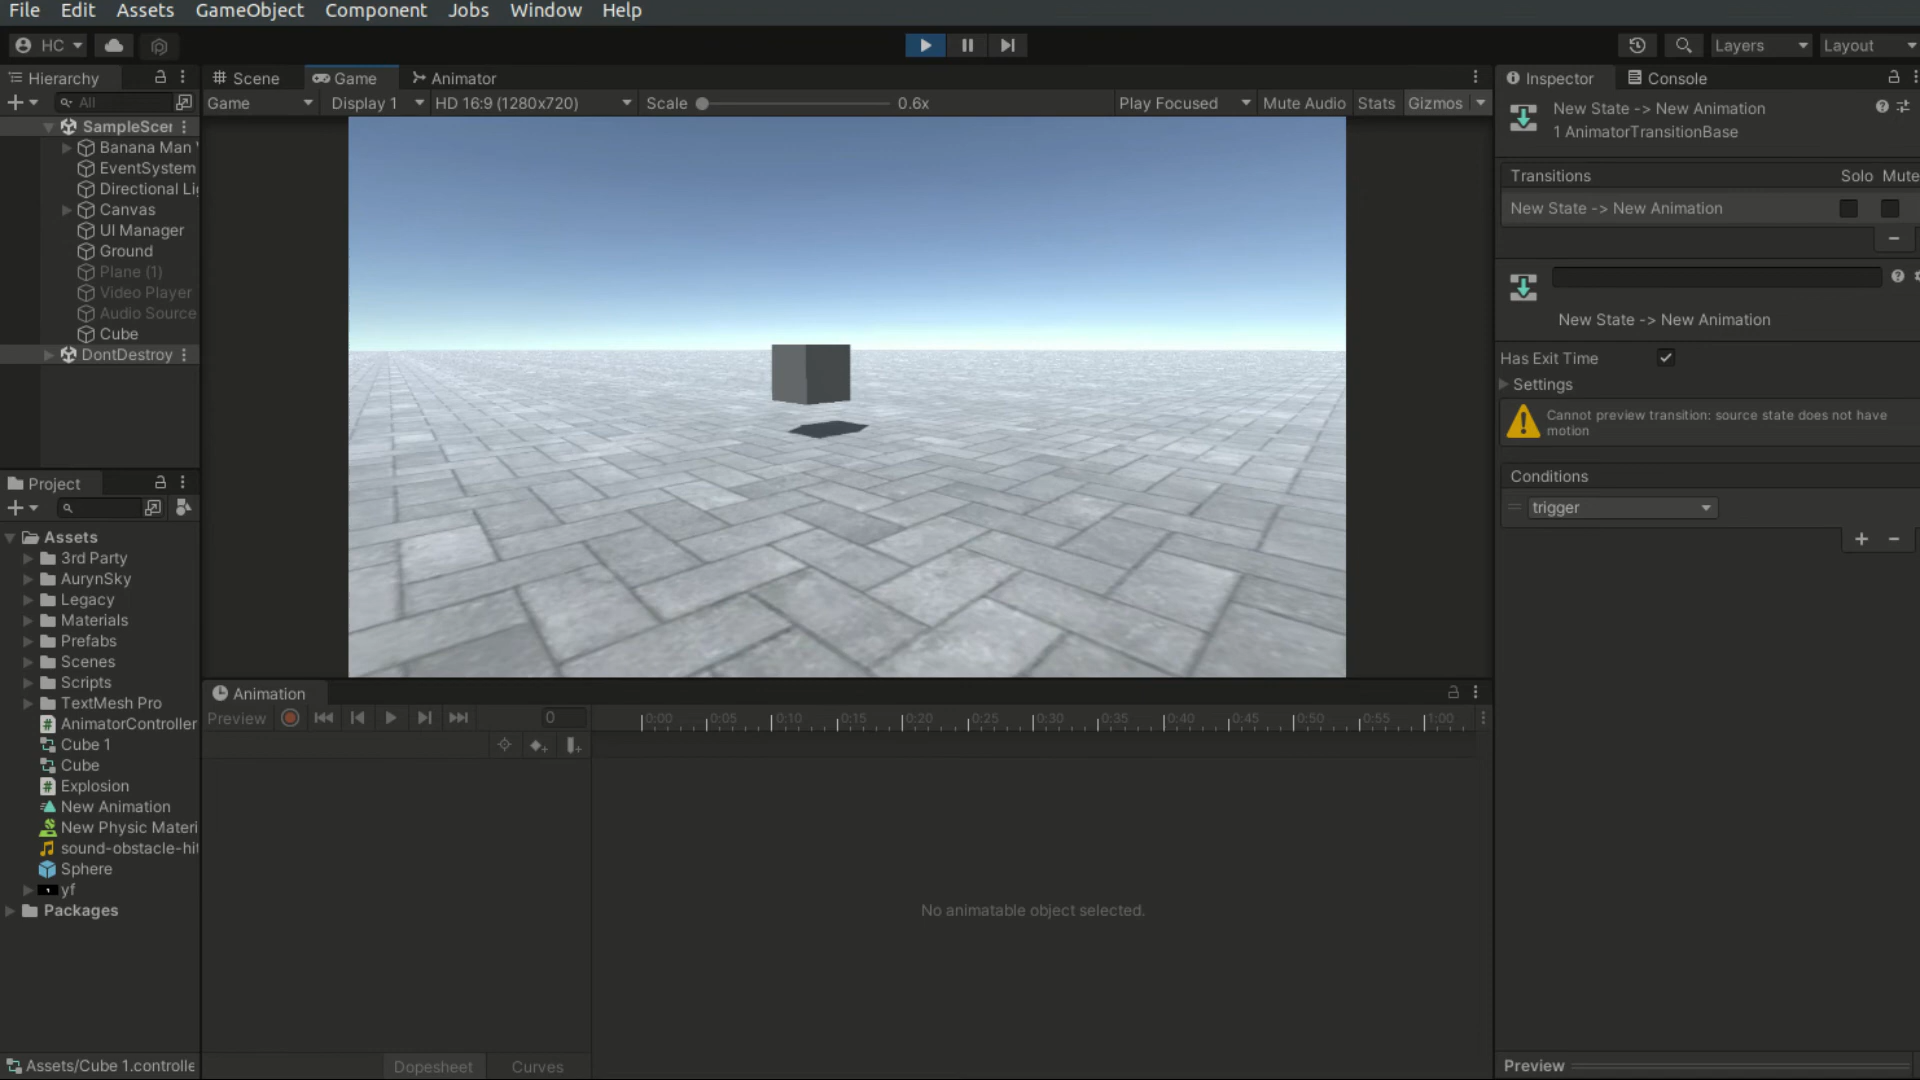 File Edit Assets GameObject Component Jobs Window Help
HC Layers Layout
Hierarchy
All
SampleScer
Banana Man
EventSystem
Directional Li
Canvas
UI Manager
Ground
Plane (1)
Video Player
Audio Source
Cube
DontDestroy
Scene Game Animator
Game Display 1 HD 16:9 (1280x720) Scale 0.6x Play Focused Mute Audio Stats Gizmos
Inspector Console
New State -> New Animation
1 AnimatorTransitionBase
Transitions Solo Mute
New State -> New Animation
New State -> New Animation
Has Exit Time
Settings
Cannot preview transition: source state does not have
motion
Conditions
trigger
Project
Assets
3rd Party
AurynSky
Legacy
Materials
Prefabs
Scenes
Scripts
TextMesh Pro
AnimatorController
Cube 1
Cube
Explosion
New Animation
New Physic Materi
sound-obstacle-hit
Sphere
yf
Packages
Assets/Cube 1.controlle
Animation
Preview 0 0:00 0:05 0:10 0:15 0:20 0:25 0:30 0:35 0:40 0:45 0:50 0:55 1:00
No animatable object selected.
Dopesheet Curves
Preview